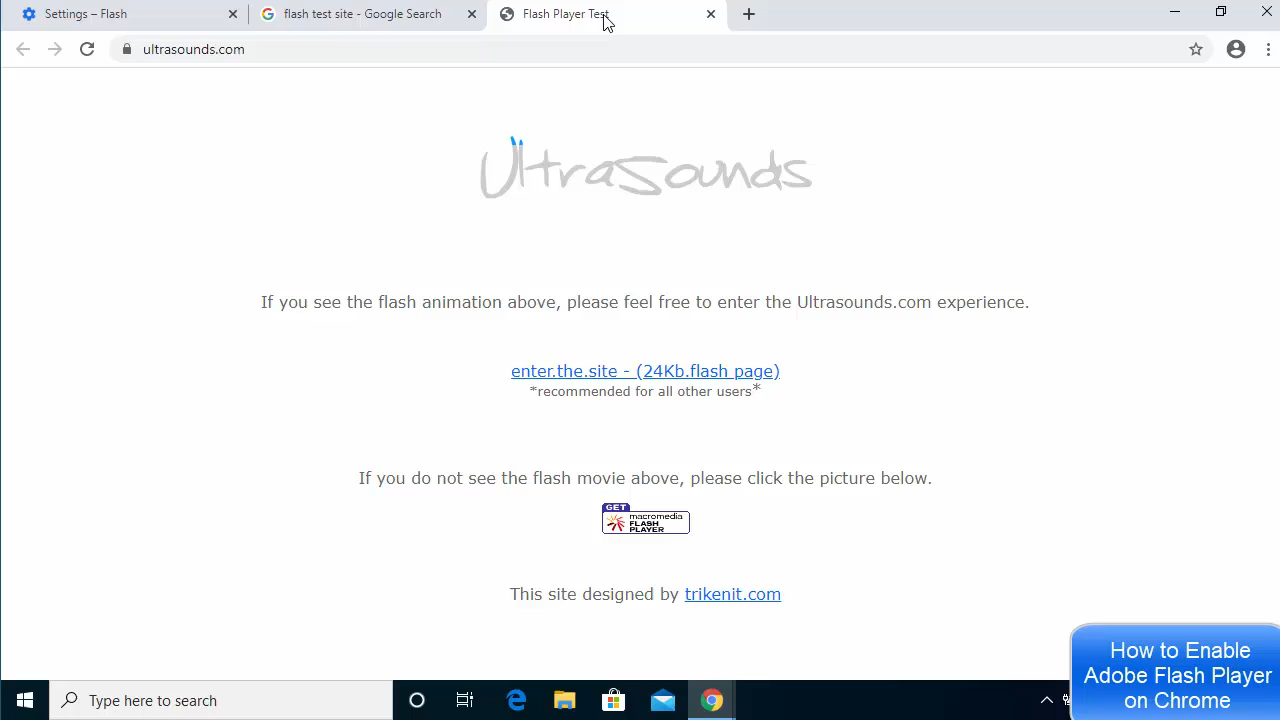 Settings – Flash
flash test site - Google Search
Flash Player Test
ultrasounds.com
UltraSounds
If you see the flash animation above, please feel free to enter the Ultrasounds.com experience.
enter.the.site - (24Kb.flash page)
*recommended for all other users*
If you do not see the flash movie above, please click the picture below.
GET
macromedia
FLASH
PLAYER
This site designed by trikenit.com
How to Enable
Adobe Flash Player
on Chrome
Type here to search